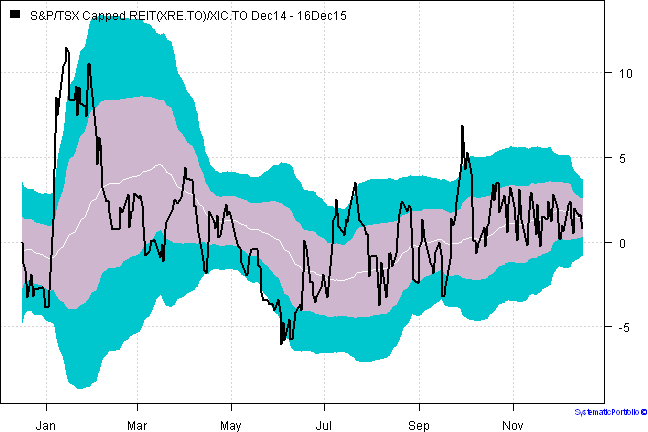 S&P/TSX Capped REIT(XRE.TO)/XIC.TO Dec14 - 16Dec15
10
5
0
-5
Jan Mar May Jul Sep Nov
SystematicPortfolio ©